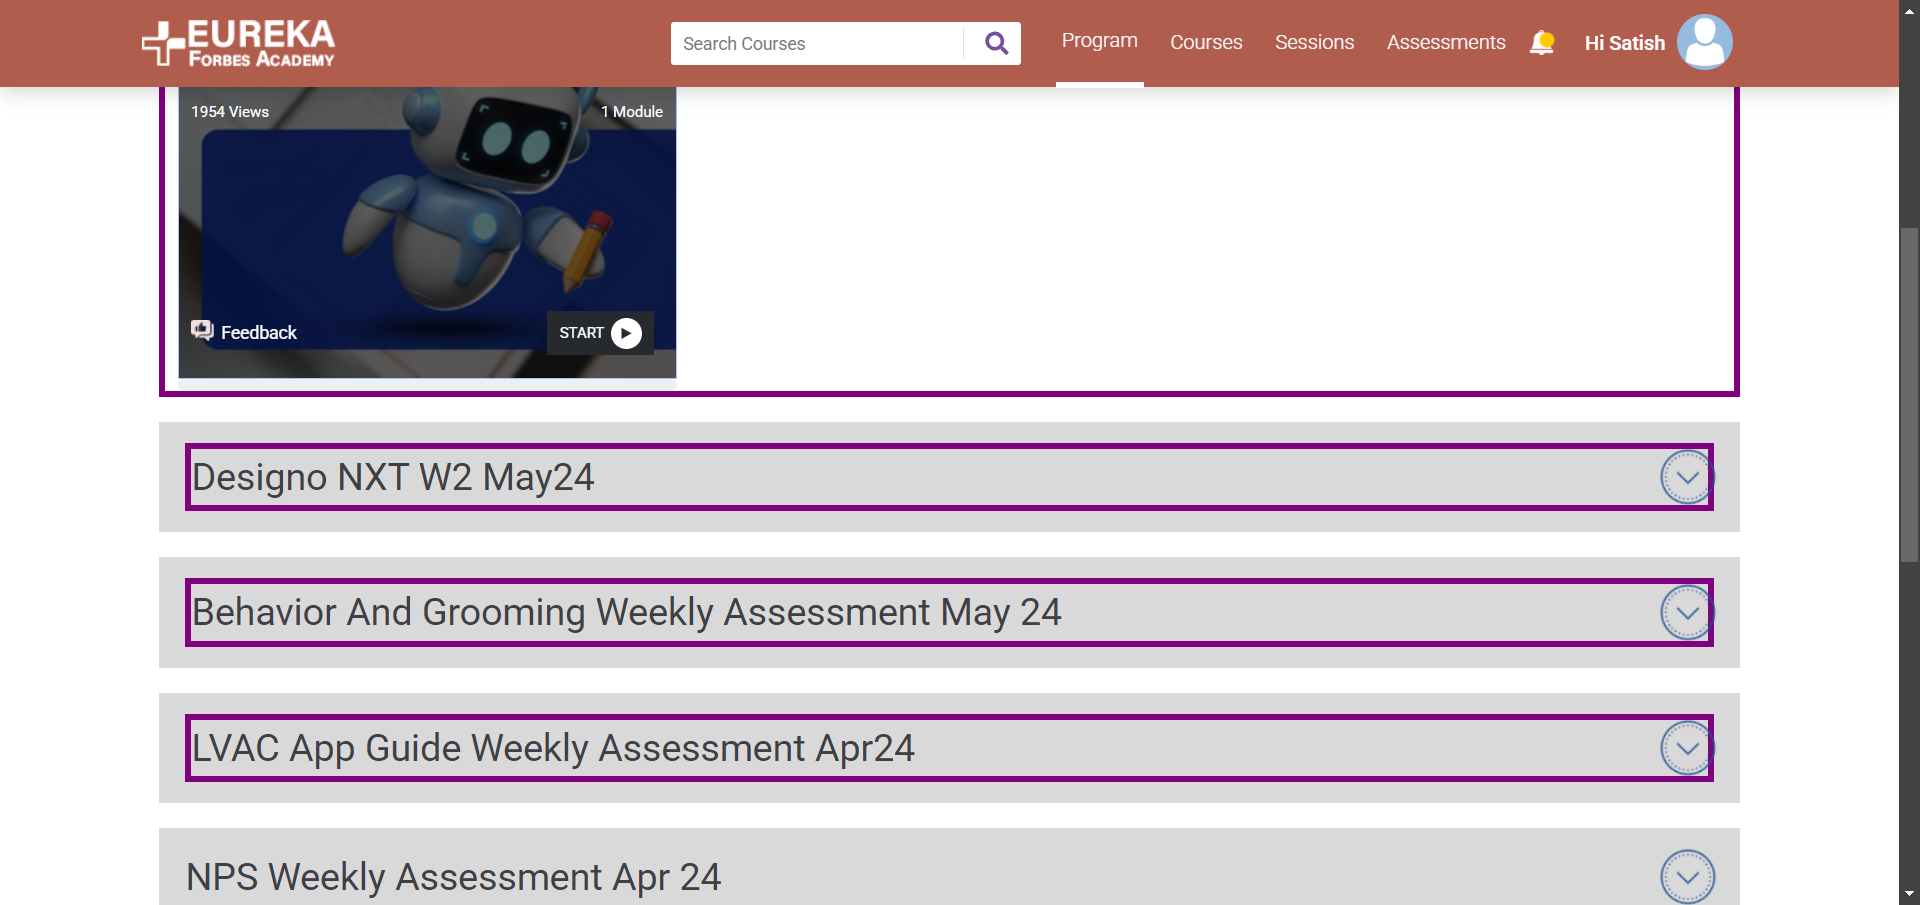 EUREKA
FORBES ACADEMY
Search Courses
Program
Courses
Sessions
Assessments
Hi Satish
1954 Views
1 Module
Feedback
START
Designo NXT W2 May24
Behavior And Grooming Weekly Assessment May 24
LVAC App Guide Weekly Assessment Apr24
NPS Weekly Assessment Apr 24